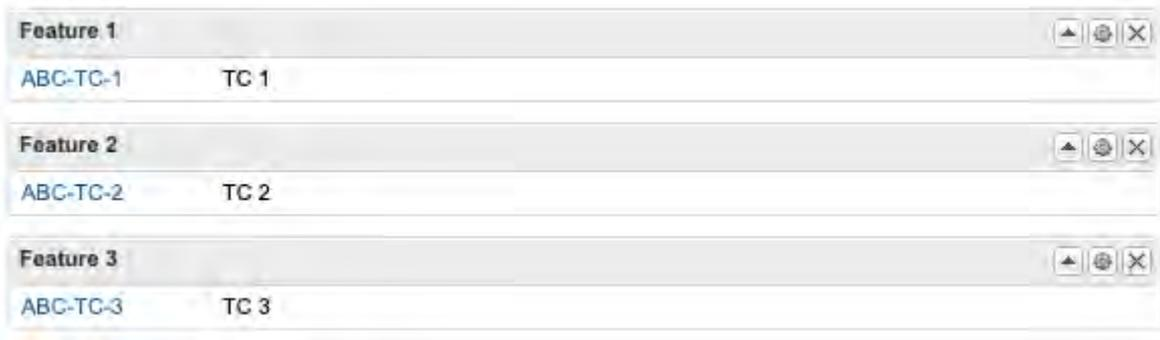 Feature 1
ABC-TC-1 TC 1
Feature 2
ABC-TC-2 TC 2
Feature 3
ABC-TC-3 TC 3